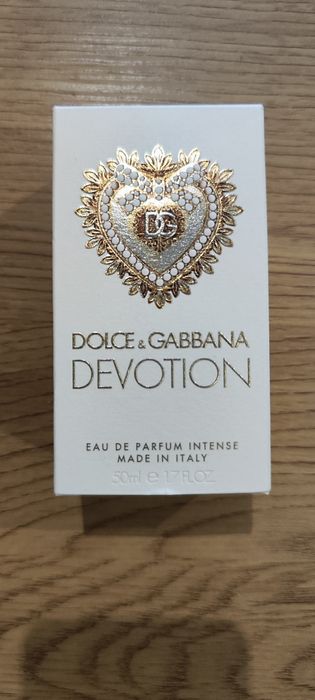 DG
DOLCE & GABBANA
DEVOTION
EAU DE PARFUM INTENSE
MADE IN ITALY
50ml e 1.7 FL.OZ.